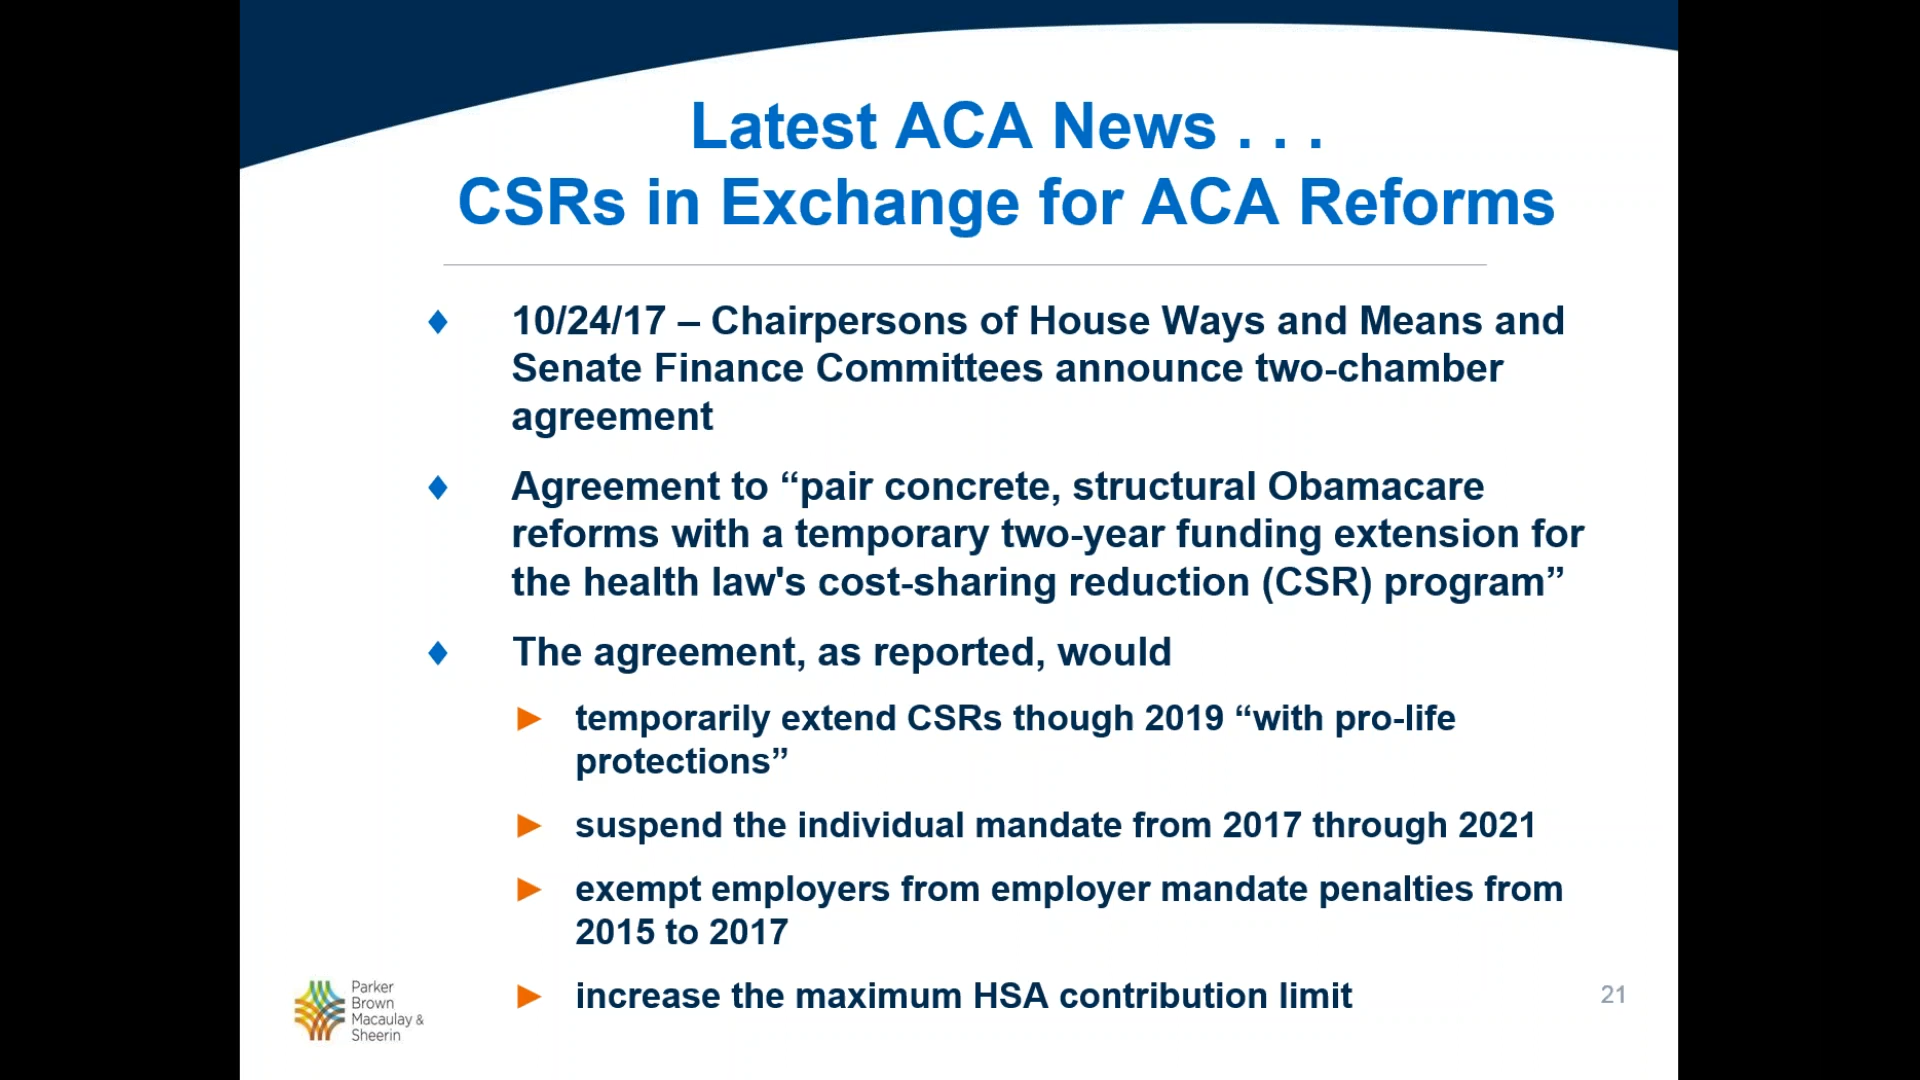 Latest ACA News . . .
CSRs in Exchange for ACA Reforms
10/24/17 – Chairpersons of House Ways and Means and
Senate Finance Committees announce two-chamber
agreement
Agreement to “pair concrete, structural Obamacare
reforms with a temporary two-year funding extension for
the health law's cost-sharing reduction (CSR) program”
The agreement, as reported, would
temporarily extend CSRs though 2019 “with pro-life
protections”
suspend the individual mandate from 2017 through 2021
exempt employers from employer mandate penalties from
2015 to 2017
increase the maximum HSA contribution limit
Parker
Brown
Macaulay &
Sheerin
21